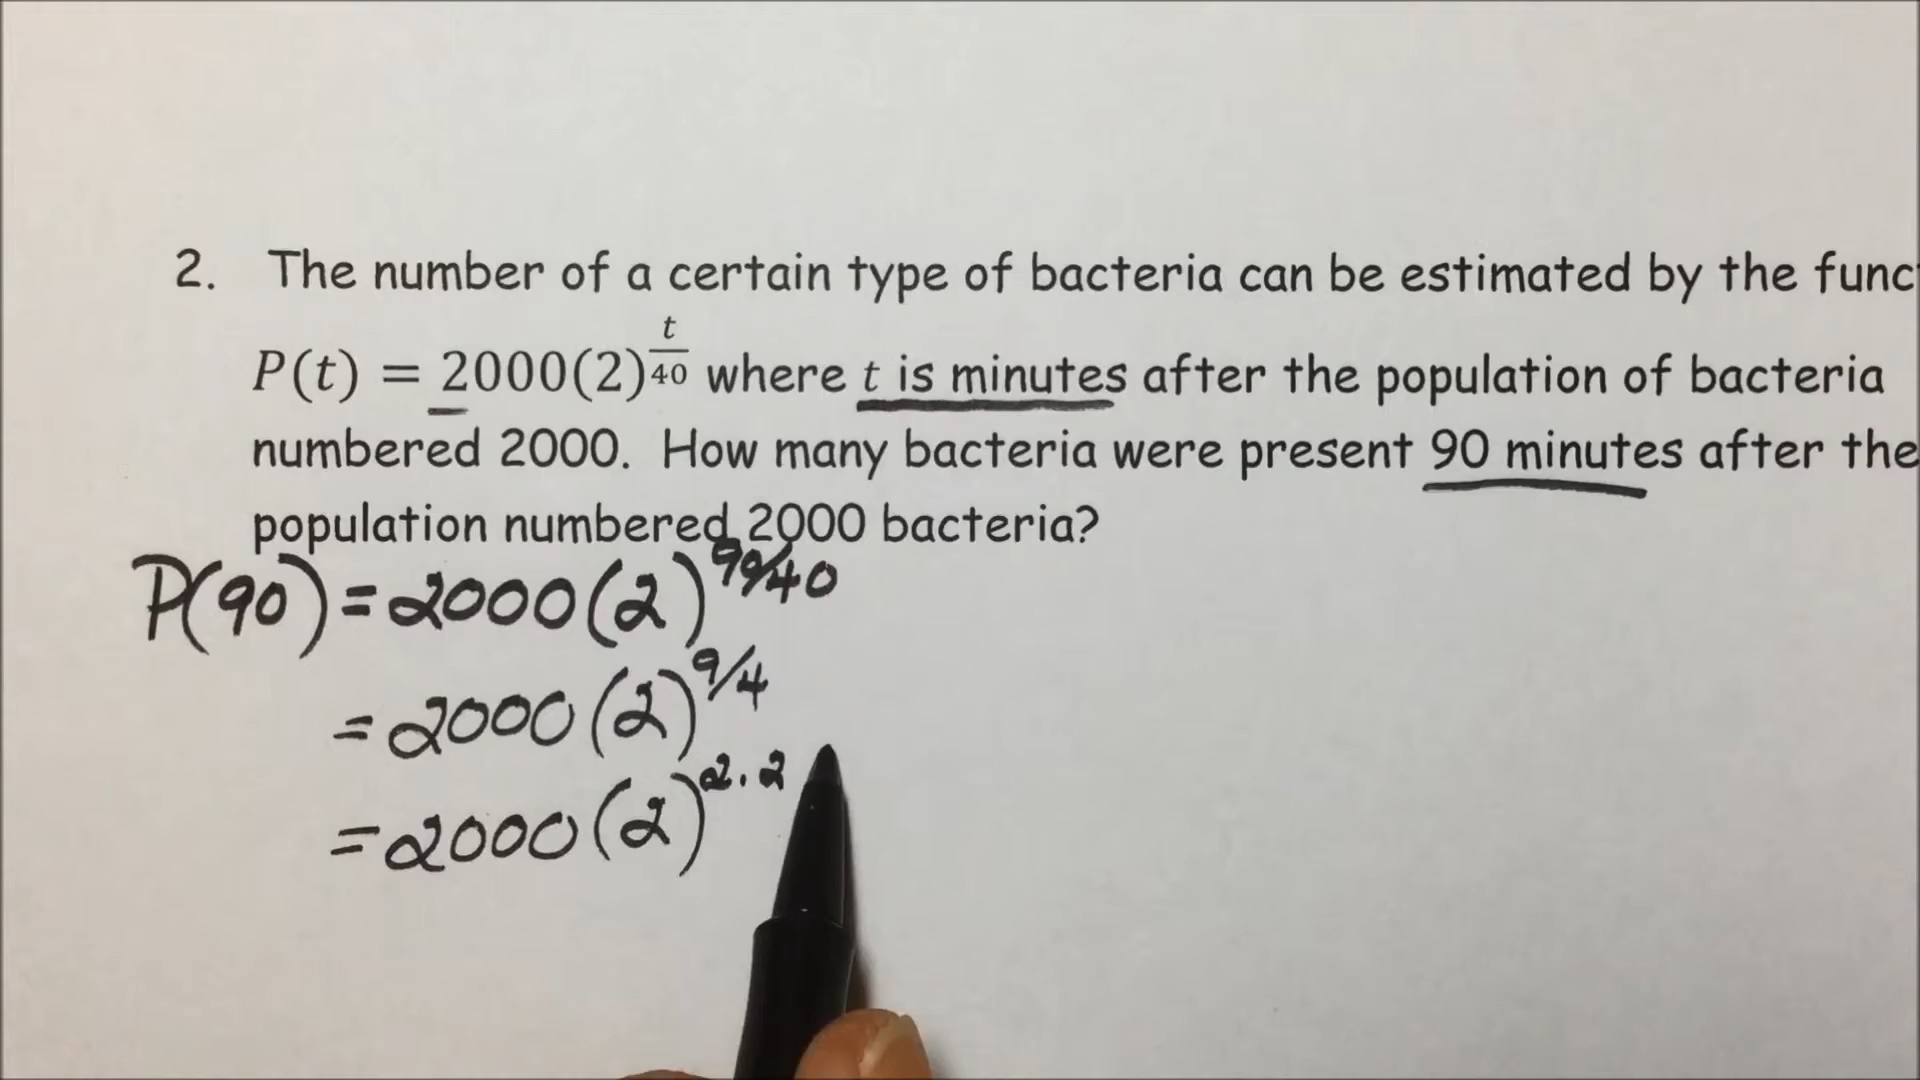 2. The number of a certain type of bacteria can be estimated by the func
P(t) = 2000(2)^(t/40) where t is minutes after the population of bacteria
numbered 2000. How many bacteria were present 90 minutes after the
population numbered 2000 bacteria?
P(90) = 2000(2)^90/40
= 2000(2)^9/4
= 2000(2)^2.2